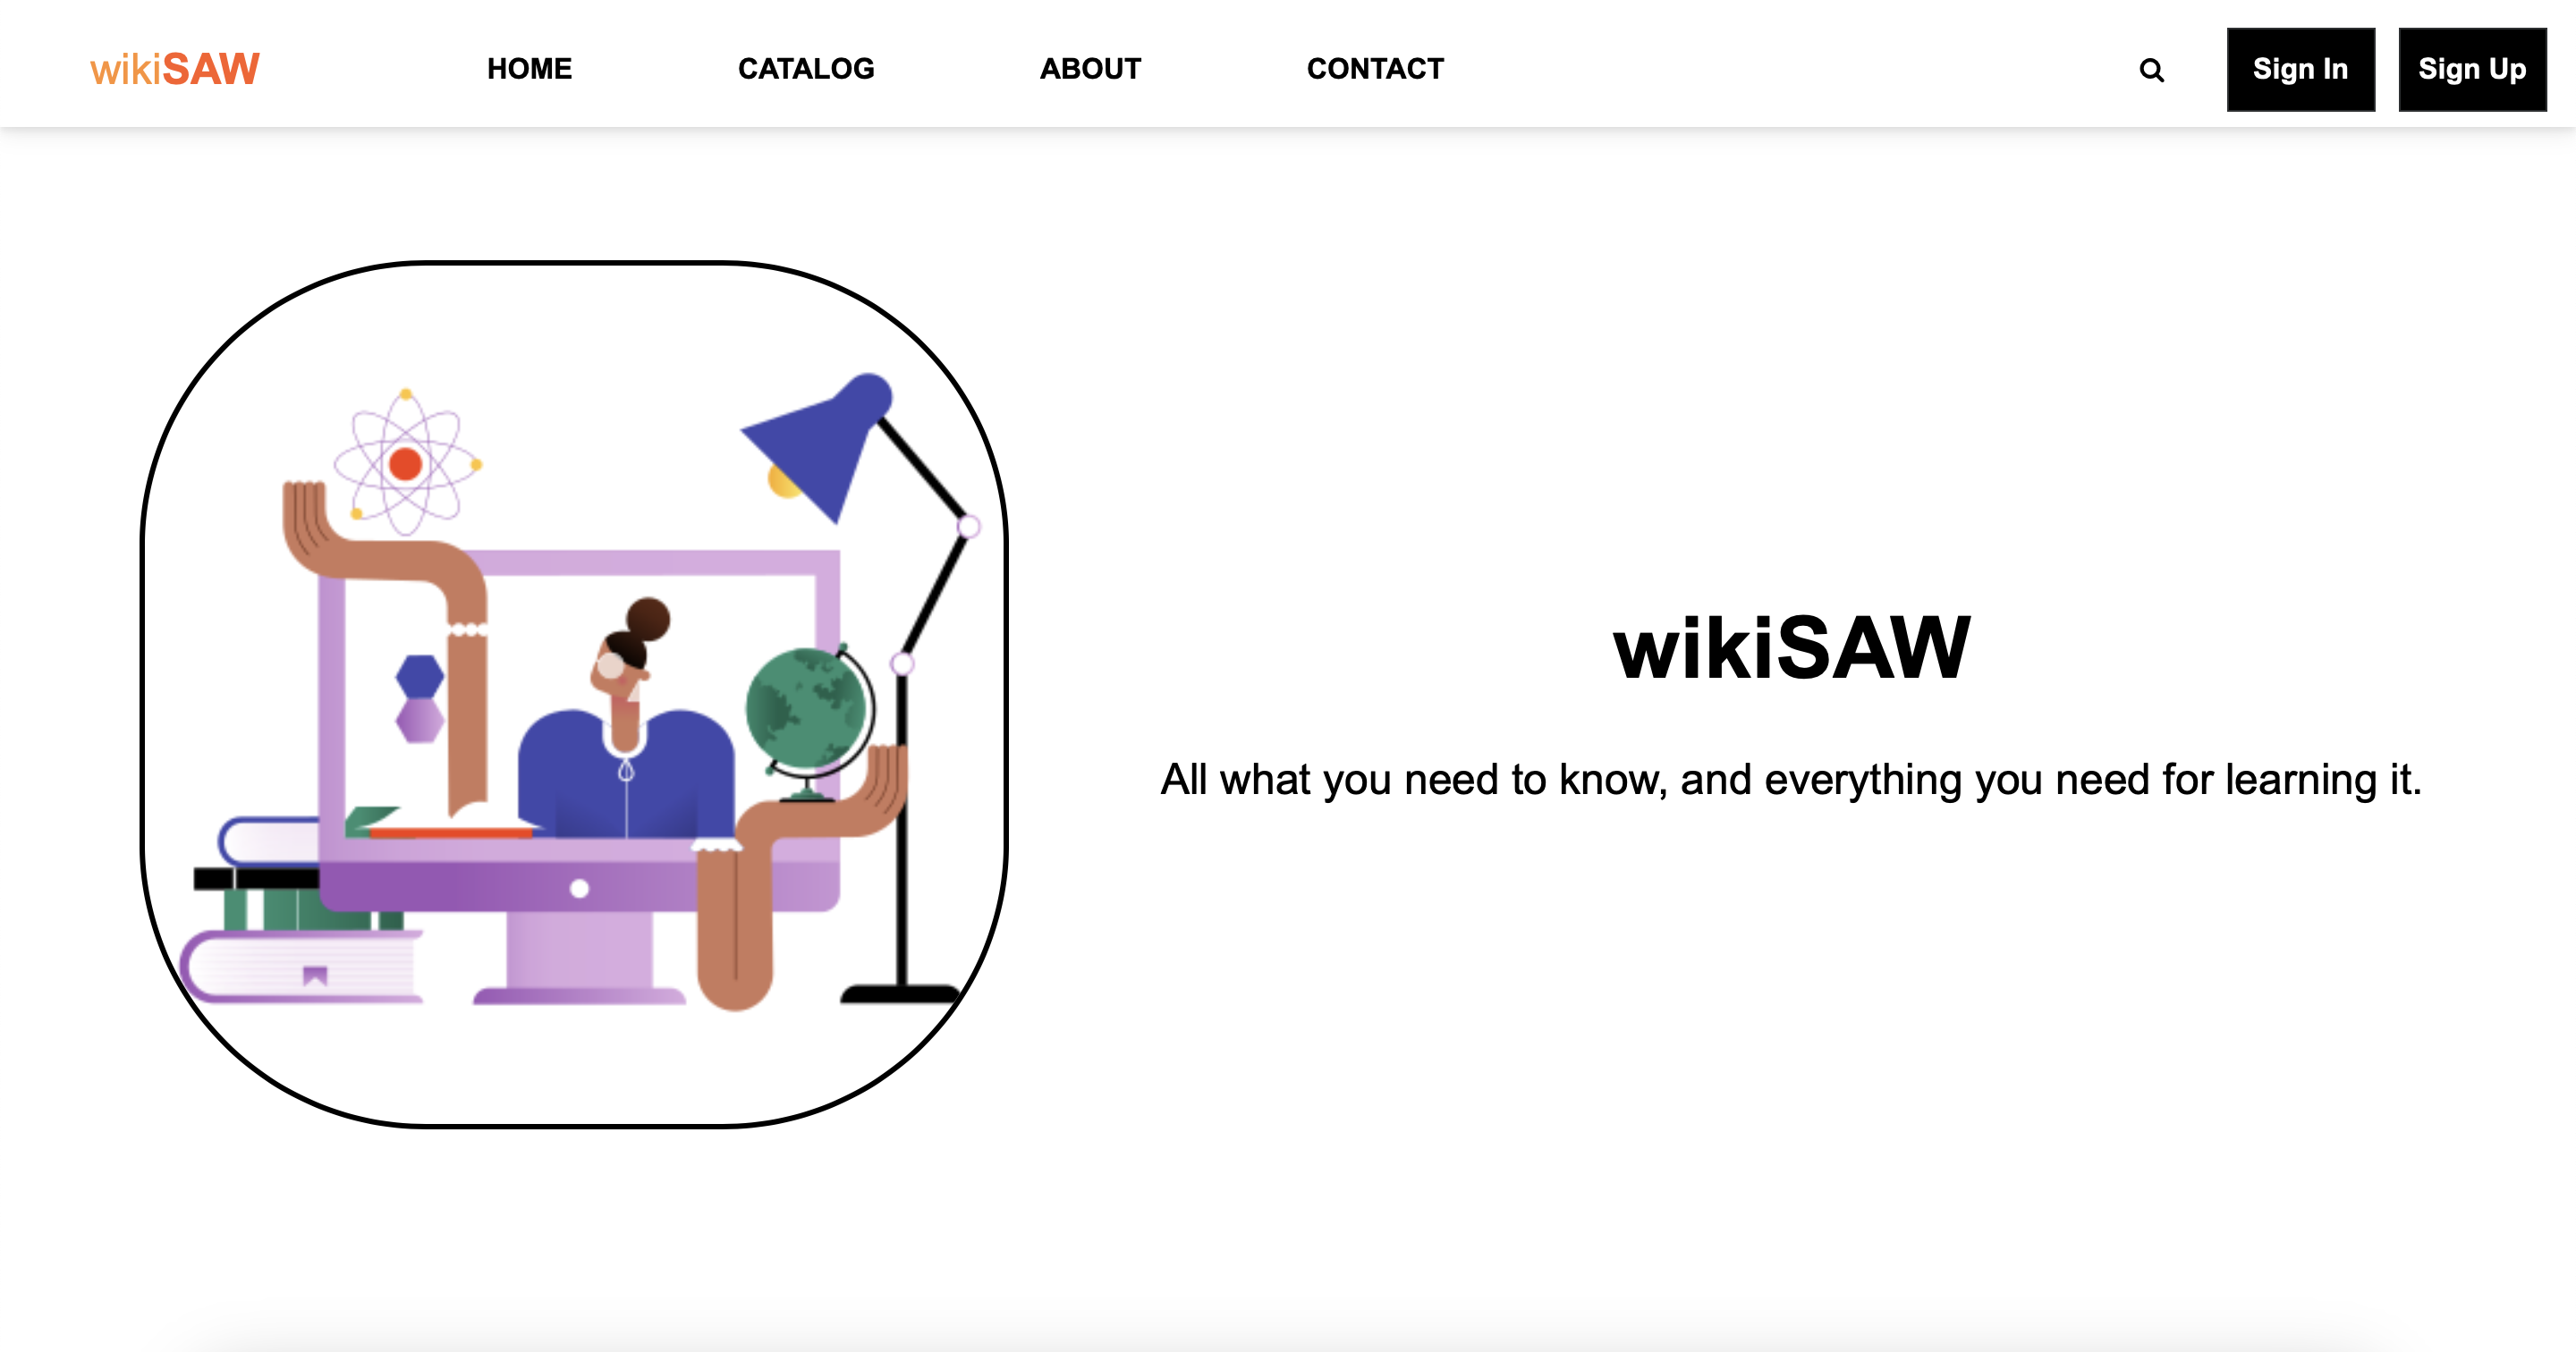 wikiSAW HOME CATALOG ABOUT CONTACT Sign In Sign Up
wikiSAW
All what you need to know, and everything you need for learning it.